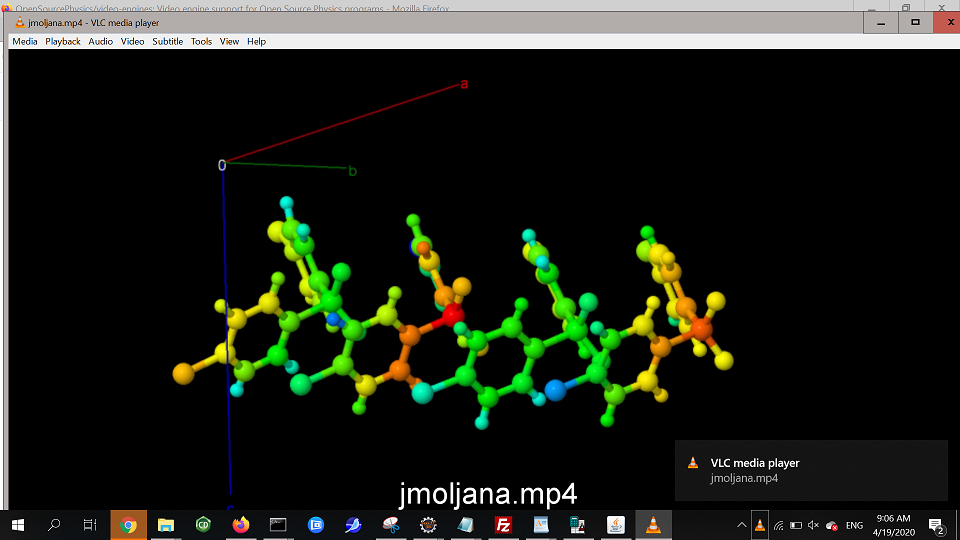 OpenSourcePhysics/video-engines: Video engine support for Open Source Physics programs - Mozilla Firefox
jmoljana.mp4 - VLC media player
Media Playback Audio Video Subtitle Tools View Help
a
0
b
c
VLC media player
jmoljana.mp4
jmoljana.mp4
ENG
9:06 AM
4/19/2020
2